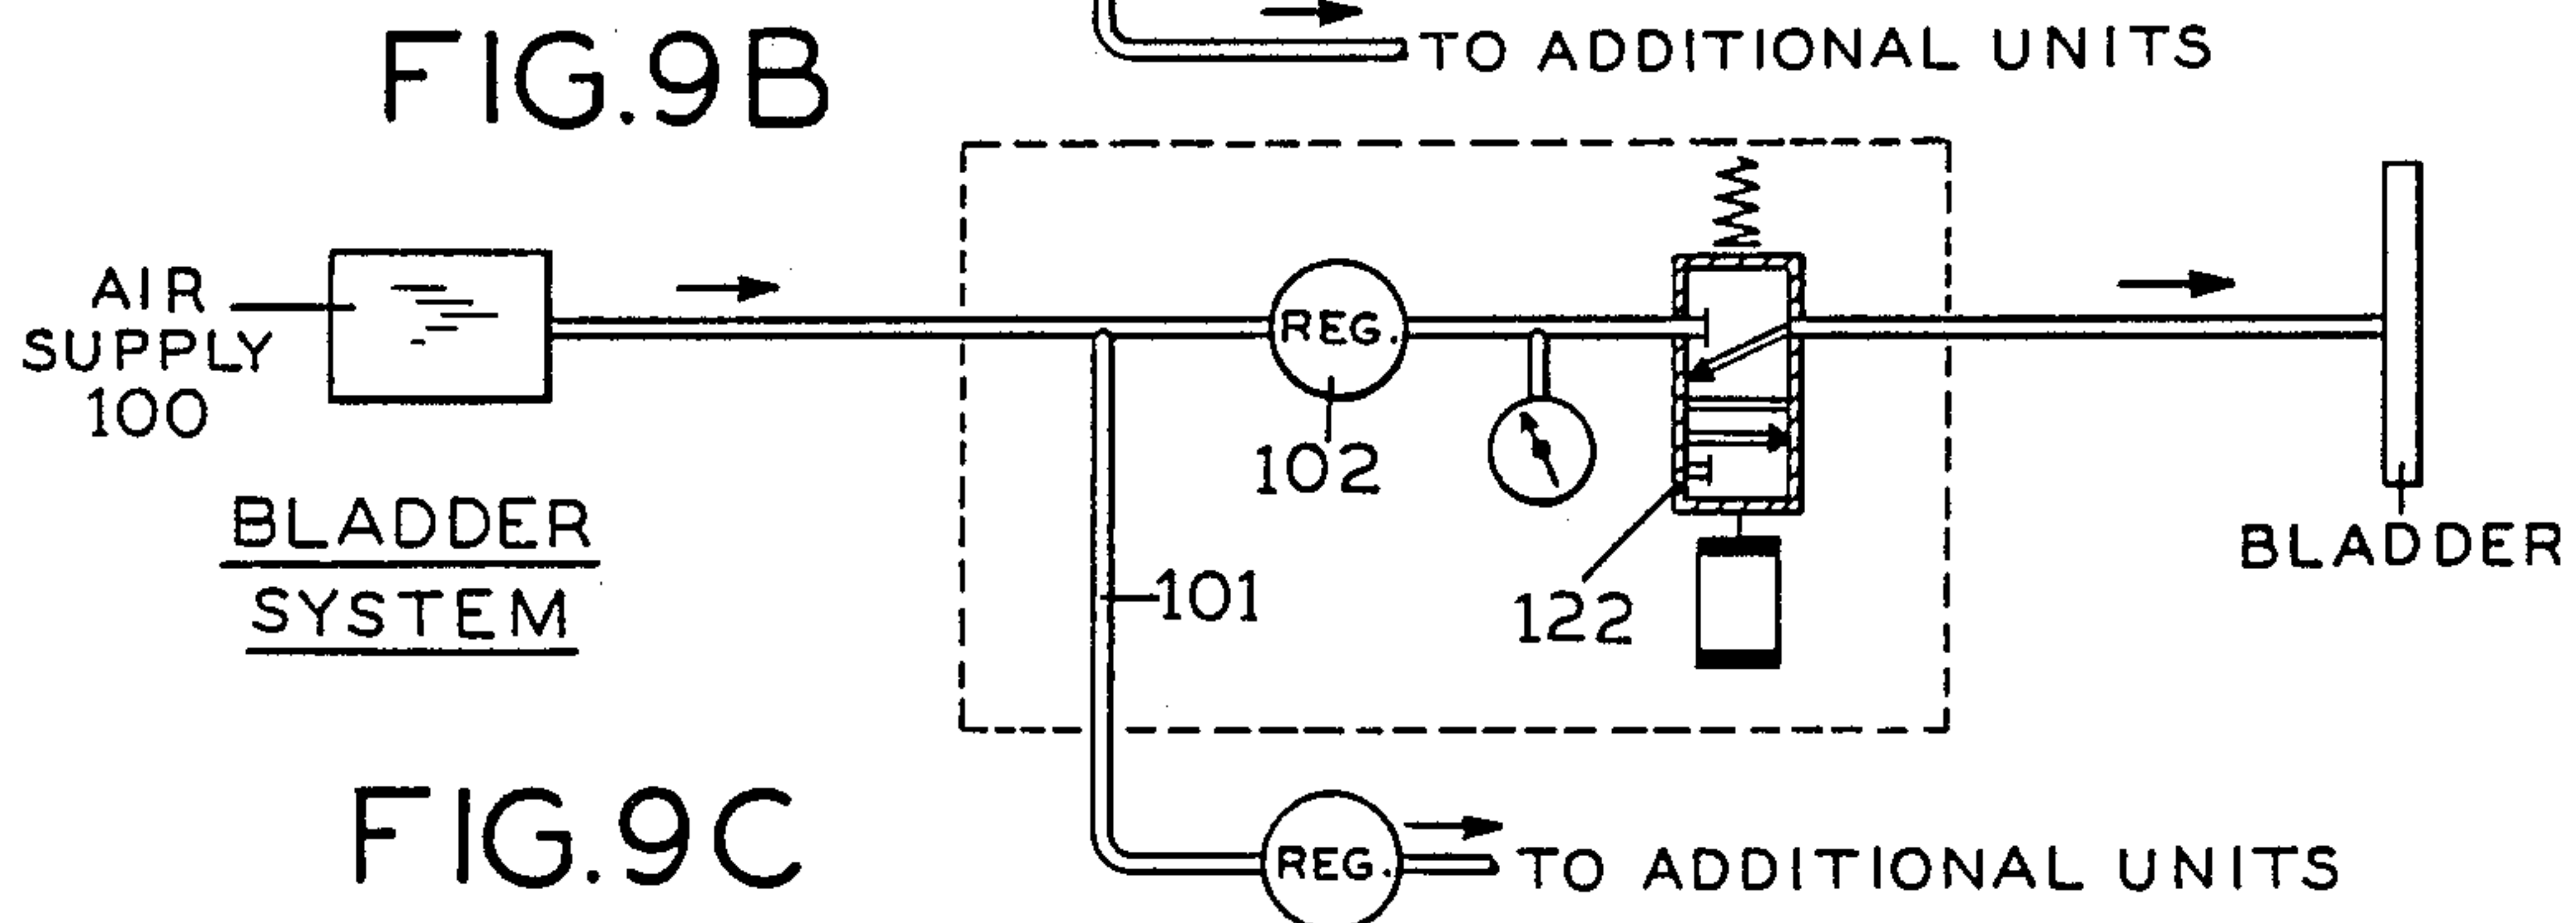 FIG.9B
TO ADDITIONAL UNITS
AIR
SUPPLY
100
REG.
102
122
BLADDER
BLADDER
SYSTEM
101
FIG.9C
REG.
TO ADDITIONAL UNITS